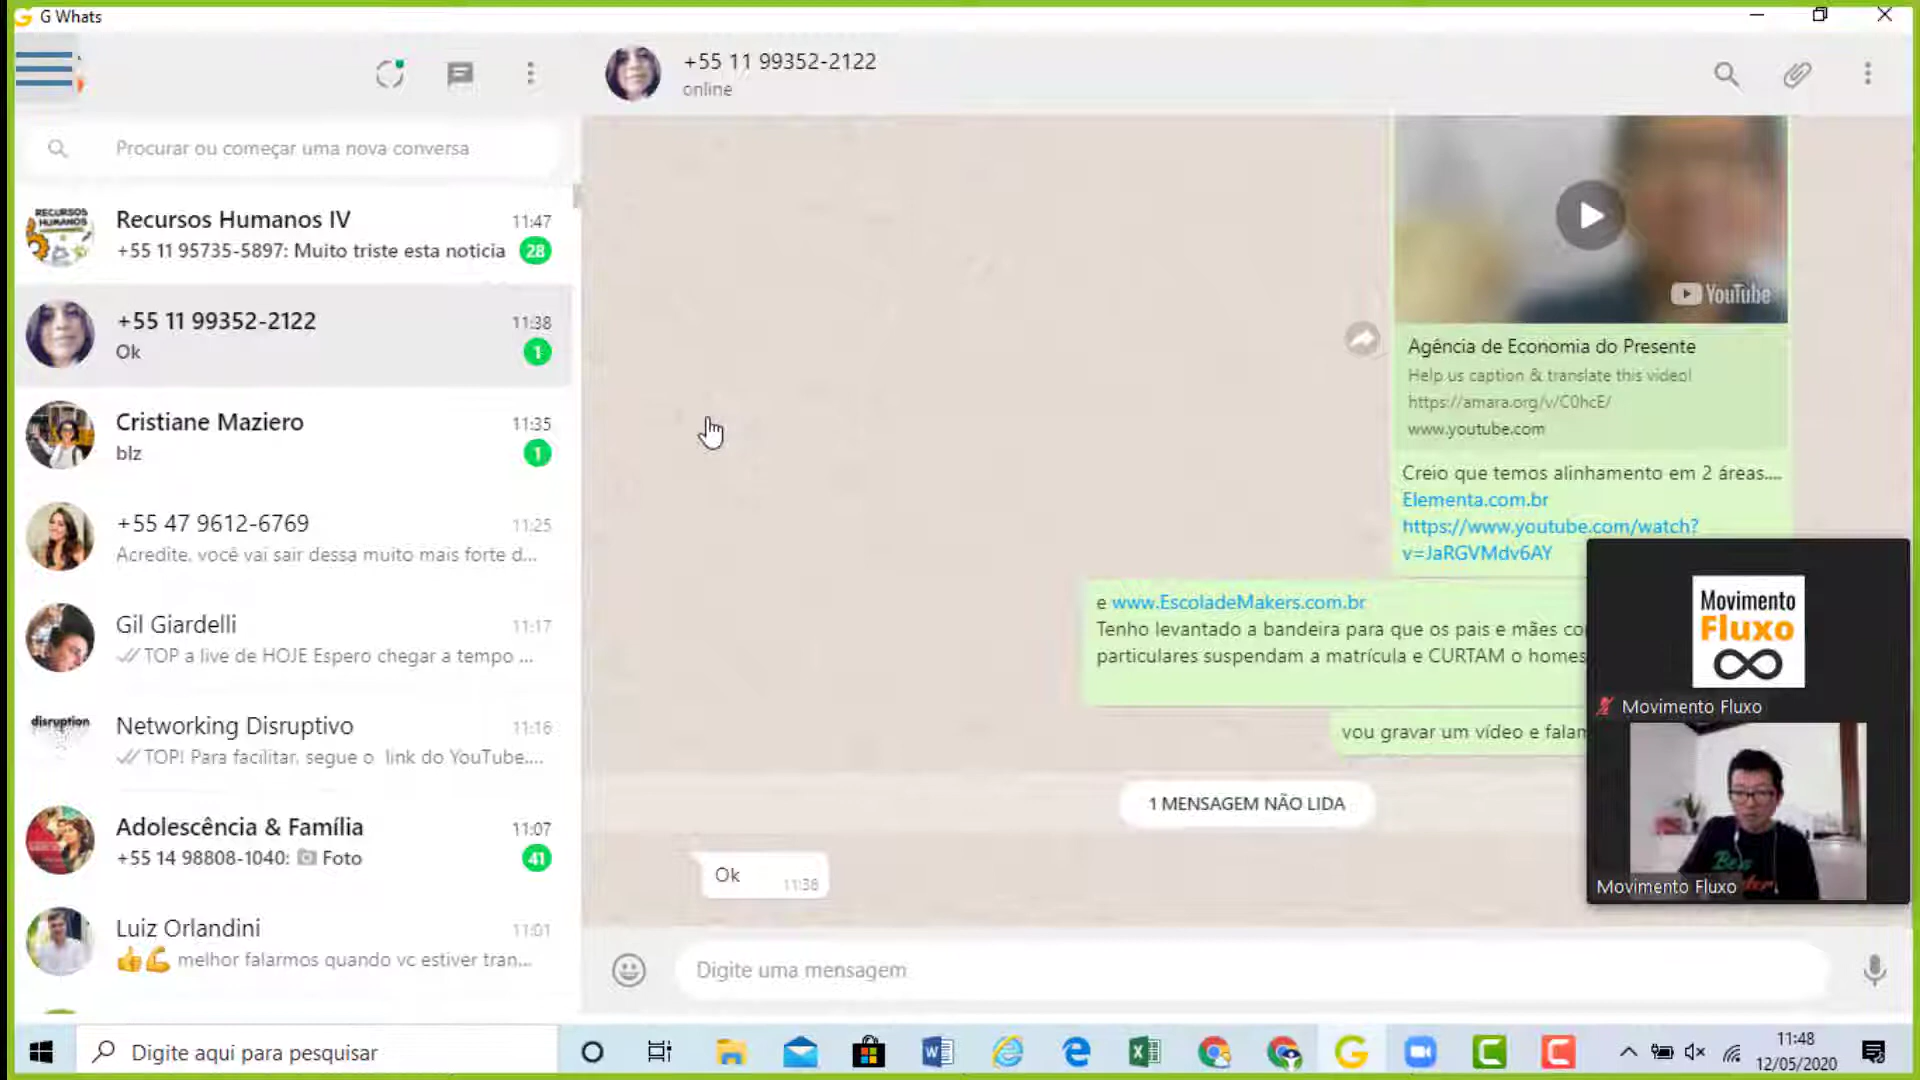 G Whats
+55 11 99352-2122
online
Procurar ou começar uma nova conversa
RECURSOS
HUMANOS
Recursos Humanos IV
11:47
+55 11 95735-5897: Muito triste esta noticia
28
+55 11 99352-2122
11:38
Ok
1
Cristiane Maziero
11:35
blz
1
+55 47 9612-6769
11:25
Acredite, você vai sair dessa muito mais forte d...
Gil Giardelli
11:17
TOP a live de HOJE Espero chegar a tempo ...
disruption
Networking Disruptivo
11:16
TOP! Para facilitar, segue o link do YouTube....
Adolescência & Família
11:07
+55 14 98808-1040: Foto
41
Luiz Orlandini
11:01
melhor falarmos quando vc estiver tran...
YouTube
Agência de Economia do Presente
Help us caption & translate this video!
https://amara.org/v/C0hcE/
www.youtube.com
Creio que temos alinhamento em 2 áreas....
Elementa.com.br
https://www.youtube.com/watch?
v=JaRGVMdv6AY
e www.EscoladeMakers.com.br
Tenho levantado a bandeira para que os pais e mães co
particulares suspendam a matrícula e CURTAM o homes
vou gravar um vídeo e falam
1 MENSAGEM NÃO LIDA
Ok
11:38
Movimento
Fluxo
Movimento Fluxo
Movimento Fluxo
Digite uma mensagem
Digite aqui para pesquisar
11:48
12/05/2020